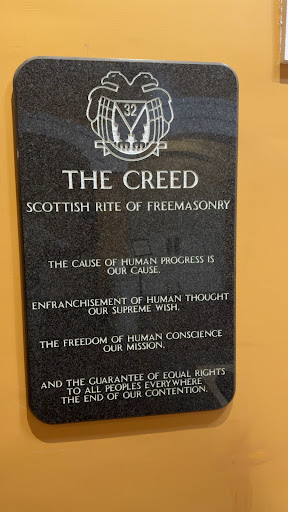 32
THE CREED
SCOTTISH RITE OF FREEMASONRY
THE CAUSE OF HUMAN PROGRESS IS
OUR CAUSE,
ENFRANCHISEMENT OF HUMAN THOUGHT
OUR SUPREME WISH,
THE FREEDOM OF HUMAN CONSCIENCE
OUR MISSION,
AND THE GUARANTEE OF EQUAL RIGHTS
TO ALL PEOPLES EVERYWHERE
THE END OF OUR CONTENTION.